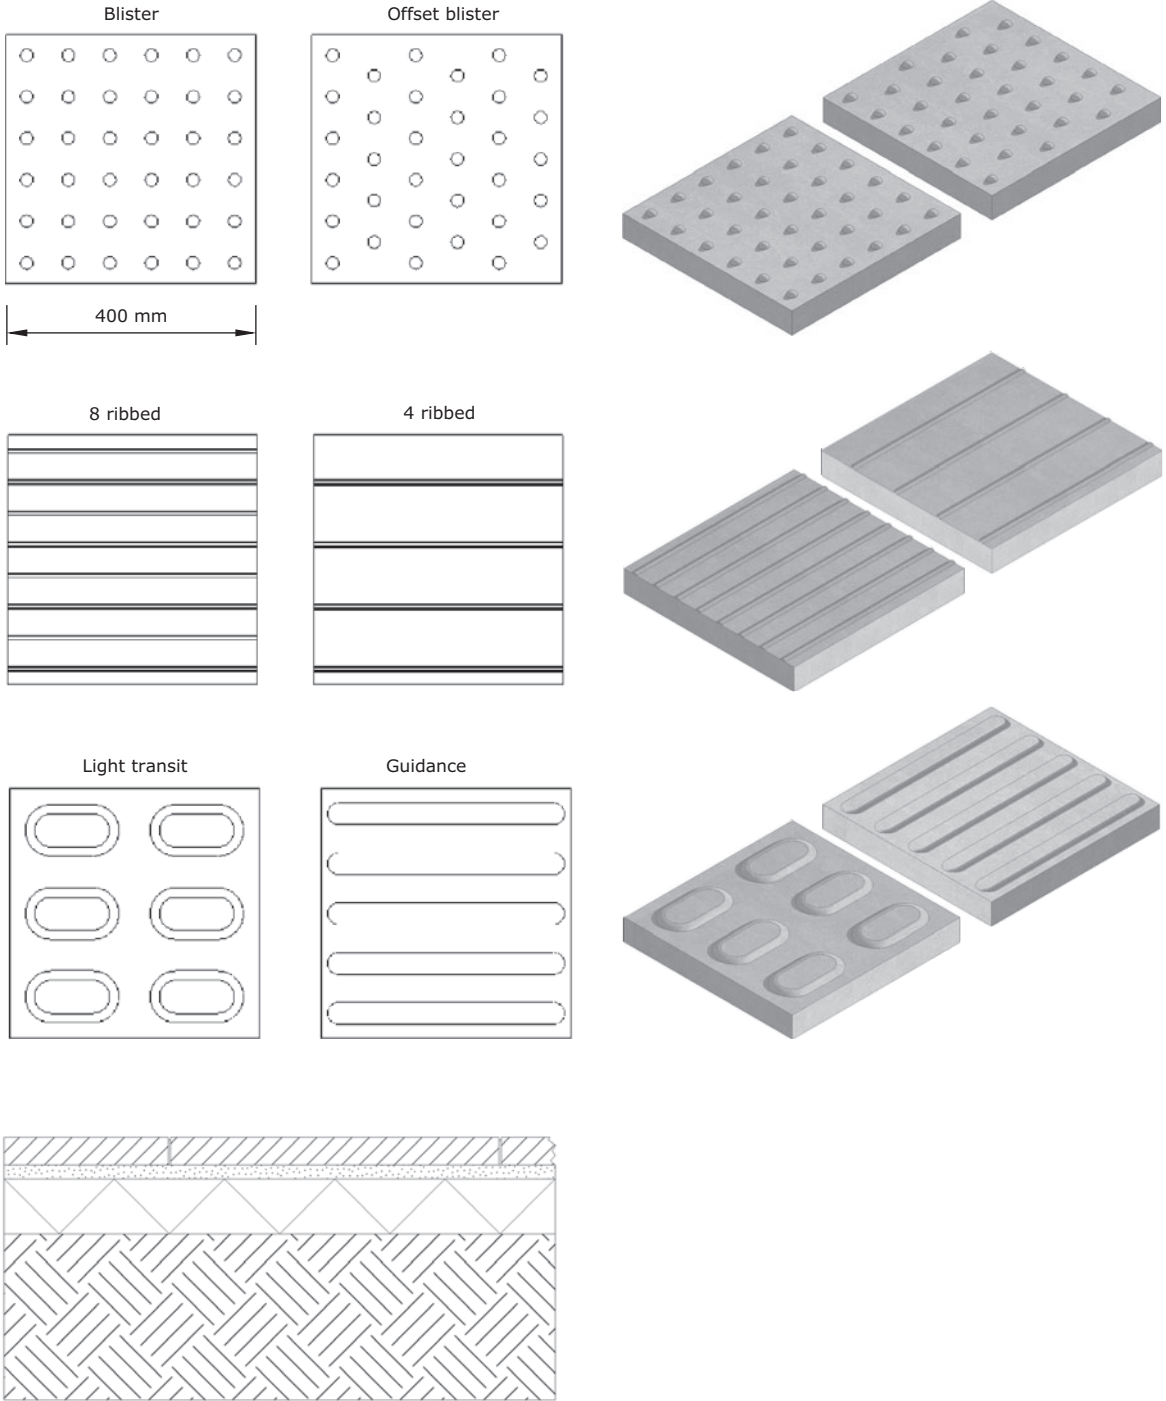 Blister
Offset blister
400 mm
8 ribbed
4 ribbed
Light transit
Guidance